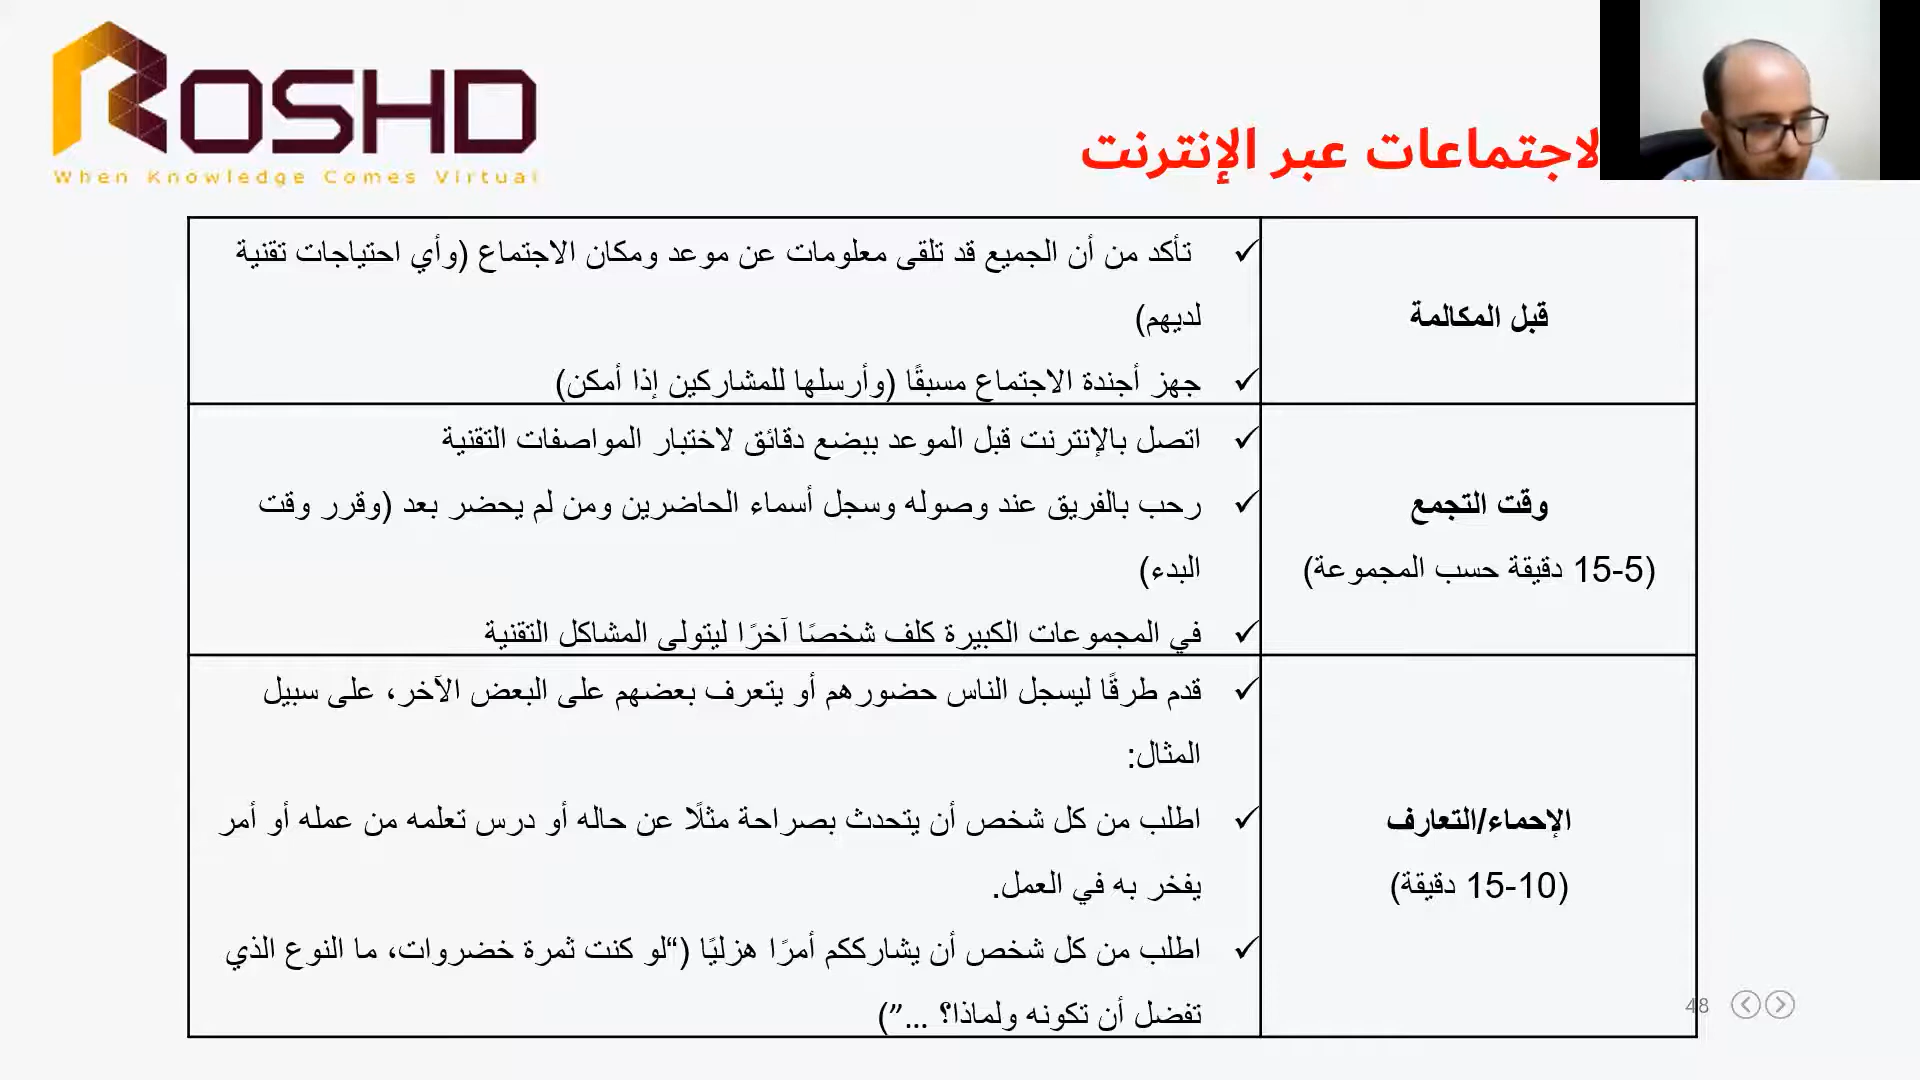 ROSHD
When Knowledge Comes Virtual
لاجتماعات عبر الإنترنت
قبل المكالمة
✓ تأكد من أن الجميع قد تلقى معلومات عن موعد ومكان الاجتماع (وأي احتياجات تقنية
لديهم)
✓ جهز أجندة الاجتماع مسبقًا (وأرسلها للمشاركين إذا أمكن)
وقت التجمع
(5-15 دقيقة حسب المجموعة)
✓ اتصل بالإنترنت قبل الموعد ببضع دقائق لاختبار المواصفات التقنية
✓ رحب بالفريق عند وصوله وسجل أسماء الحاضرين ومن لم يحضر بعد (وقرر وقت
البدء)
✓ في المجموعات الكبيرة كلف شخصًا آخرًا ليتولى المشاكل التقنية
الإحماء/التعارف
(10-15 دقيقة)
✓ قدم طرقًا ليسجل الناس حضورهم أو يتعرف بعضهم على البعض الآخر، على سبيل
المثال:
✓ اطلب من كل شخص أن يتحدث بصراحة مثلًا عن حاله أو درس تعلمه من عمله أو أمر
يفخر به في العمل.
✓ اطلب من كل شخص أن يشارككم أمرًا هزليًا (“لو كنت ثمرة خضروات، ما النوع الذي
تفضل أن تكونه ولماذا؟ ...”)
48